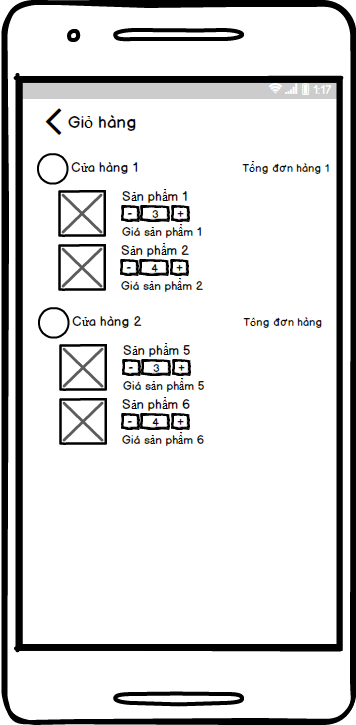 1:17
Giỏ hàng
Cửa hàng 1 Tổng đơn hàng 1
Sản phẩm 1
- 3 +
Giá sản phẩm 1
Sản phẩm 2
- 4 +
Giá sản phẩm 2
Cửa hàng 2 Tông đơn hàng
Sản phẩm 5
- 3 +
Giá sản phẩm 5
Sản phẩm 6
- 4 +
Giá sản phẩm 6